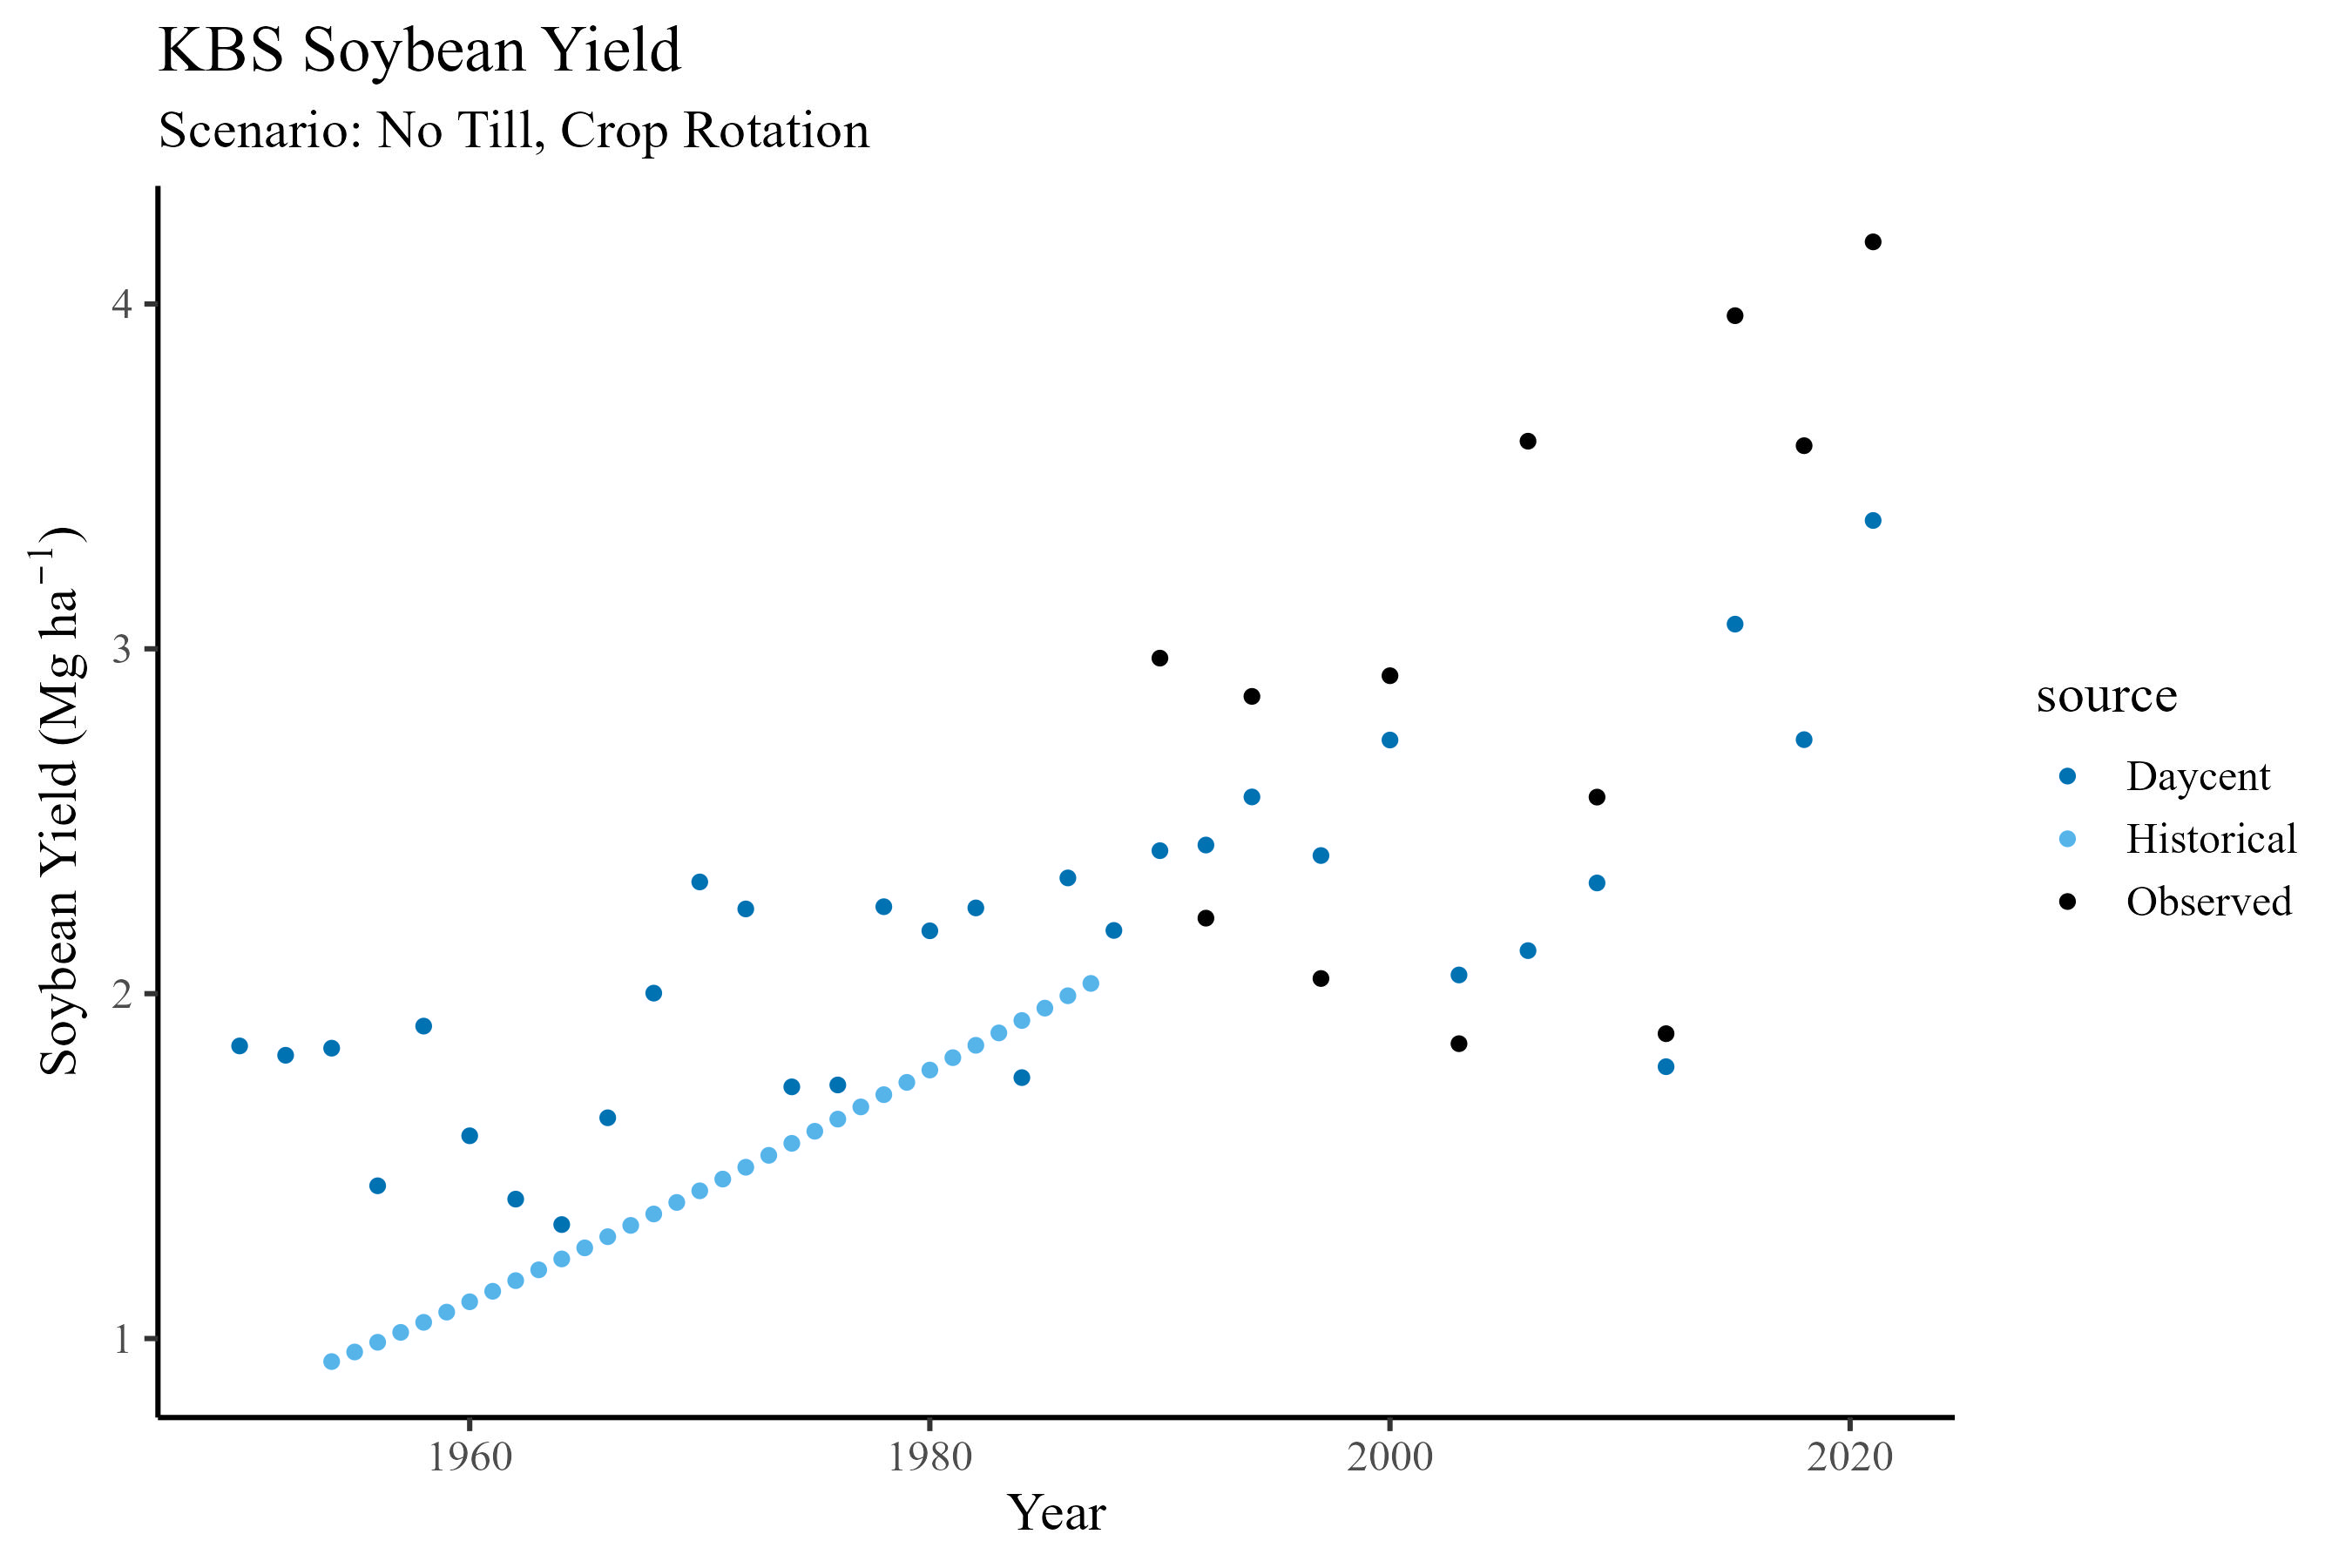 KBS Soybean Yield
Scenario: No Till, Crop Rotation
Soybean Yield (Mg ha⁻¹)
4
3
2
1
1960 1980 2000 2020
Year
source
Daycent
Historical
Observed